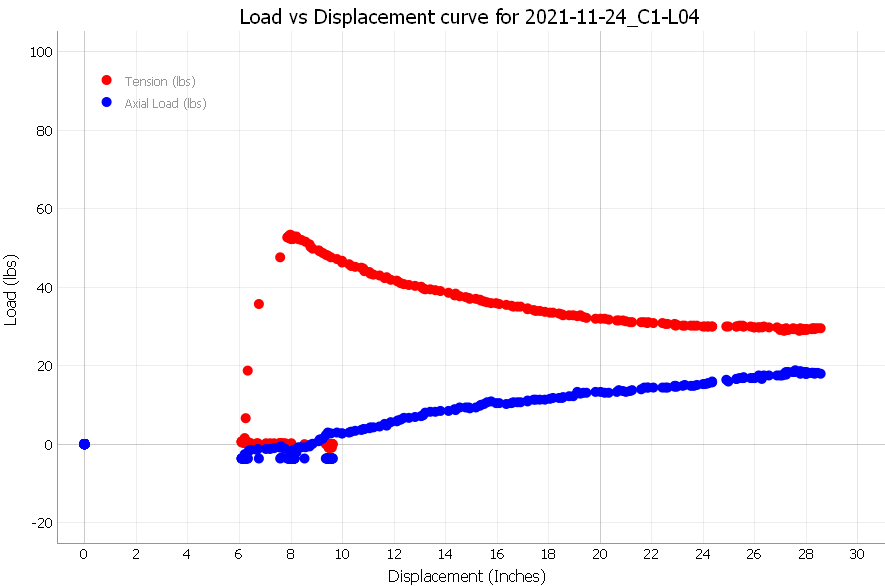 Load vs Displacement curve for 2021-11-24_C1-L04
100
Tension (lbs)
Axial Load (lbs)
80
60
Load (lbs)
40
20
0
-20
0 2 4 6 8 10 12 14 16 18 20 22 24 26 28 30
Displacement (Inches)